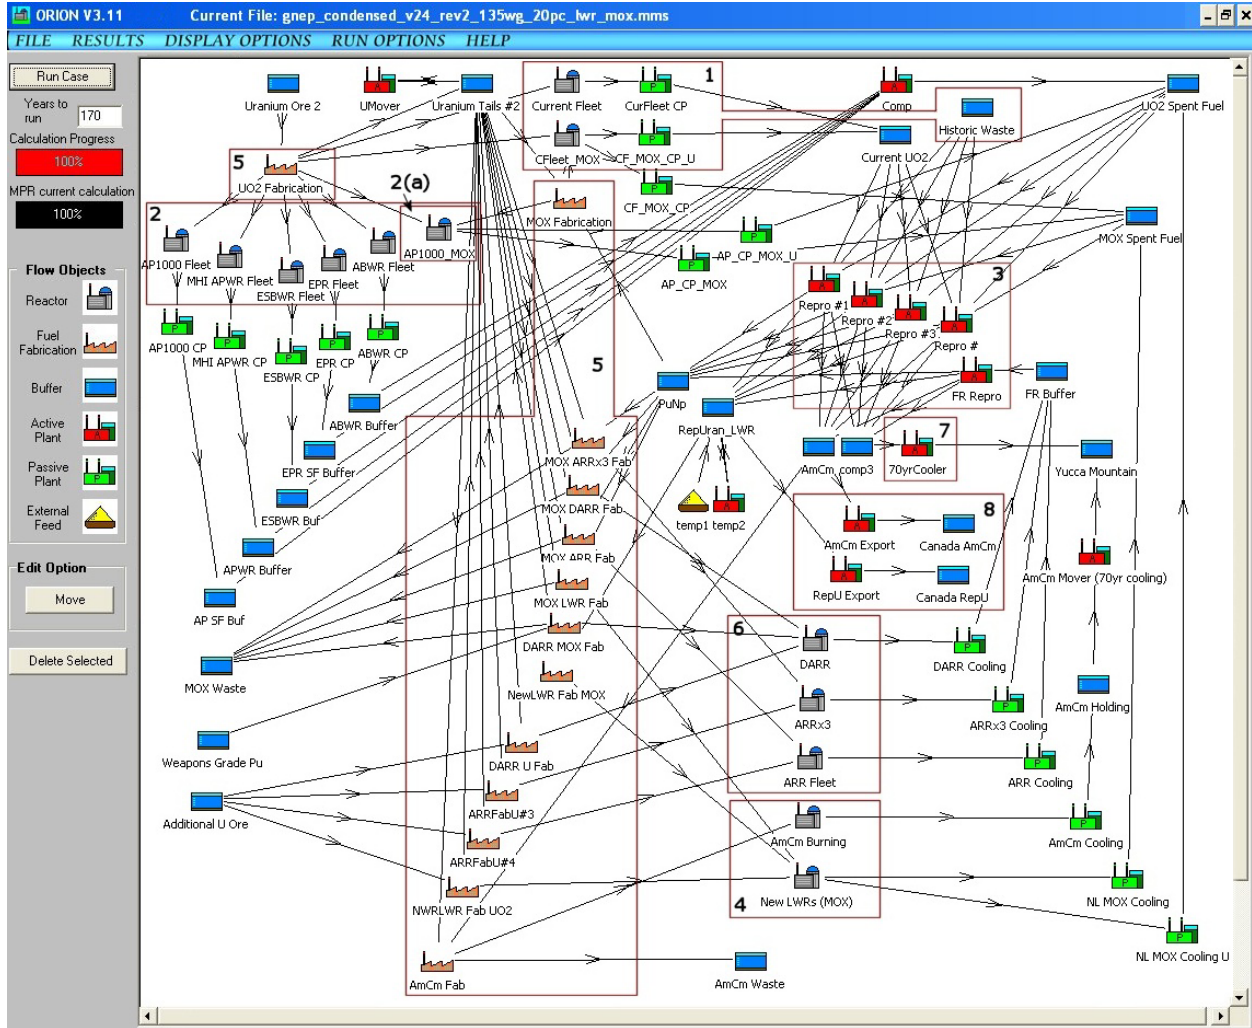 ORION V3.11 Current File: gnep_condensed_v24_rev2_135wg_20pc_lwr_mox.mms
FILE RESULTS DISPLAY OPTIONS RUN OPTIONS HELP
Run Case
Years to
run 170
Calculation Progress
100%
MPR current calculation
100%
Flow Objects
Reactor
Fuel
Fabrication
Buffer
Active
Plant
A
Passive
Plant
P
External
Feed
Edit Option
Move
Delete Selected
Uranium Ore 2
UMover
Uranium Tails #2
1
Current Fleet
CurFleet CP
Comp
UO2 Spent Fuel
Historic Waste
CFleet_MOX
CF_MOX_CP_U
Current UO2
5
UO2 Fabrication
2(a)
CF_MOX_CP
MOX Fabrication
2
AP1000 Fleet
MHI APWR Fleet
ESBWR Fleet
EPR Fleet
ABWR Fleet
AP1000_MOX
AP_CP_MOX_U
AP_CP_MOX
MOX Spent Fuel
3
Repro #1
Repro #2
Repro #3
Repro #
FR Repro
FR Buffer
AP1000 CP
MHI APWR CP
ESBWR CP
EPR CP
ABWR CP
5
PuNp
RepUran_LWR
ABWR Buffer
EPR SF Buffer
ESBWR Buf
APWR Buffer
AP SF Buf
MOX ARRx3 Fab
MOX DARR Fab
MOX ARR Fab
MOX LWR Fab
DARR MOX Fab
NewLWR Fab MOX
AmCm_comp3
7
70yrCooler
Yucca Mountain
temp1 temp2
8
AmCm Export
Canada AmCm
RepU Export
Canada RepU
AmCm Mover (70yr cooling)
MOX Waste
6
DARR
DARR Cooling
ARRx3
ARRx3 Cooling
AmCm Holding
Weapons Grade Pu
DARR U Fab
ARR Fleet
ARR Cooling
Additional U Ore
ARRFabU#3
ARRFabU#4
AmCm Burning
AmCm Cooling
NWRLWR Fab UO2
4
New LWRs (MOX)
NL MOX Cooling
NL MOX Cooling U
AmCm Fab
AmCm Waste